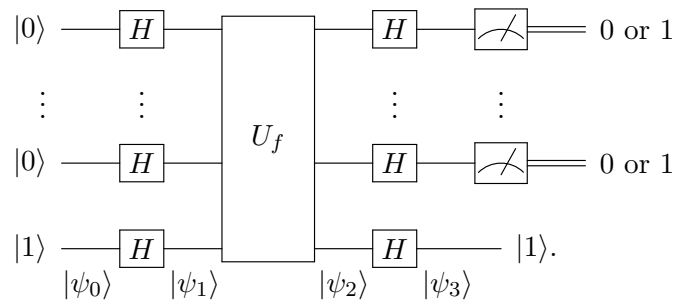 |0⟩ H H 0 or 1
⋮ ⋮ ⋮ ⋮
U_f
|0⟩ H H 0 or 1
|1⟩ H H |1⟩.
|ψ₀⟩ |ψ₁⟩ |ψ₂⟩ |ψ₃⟩